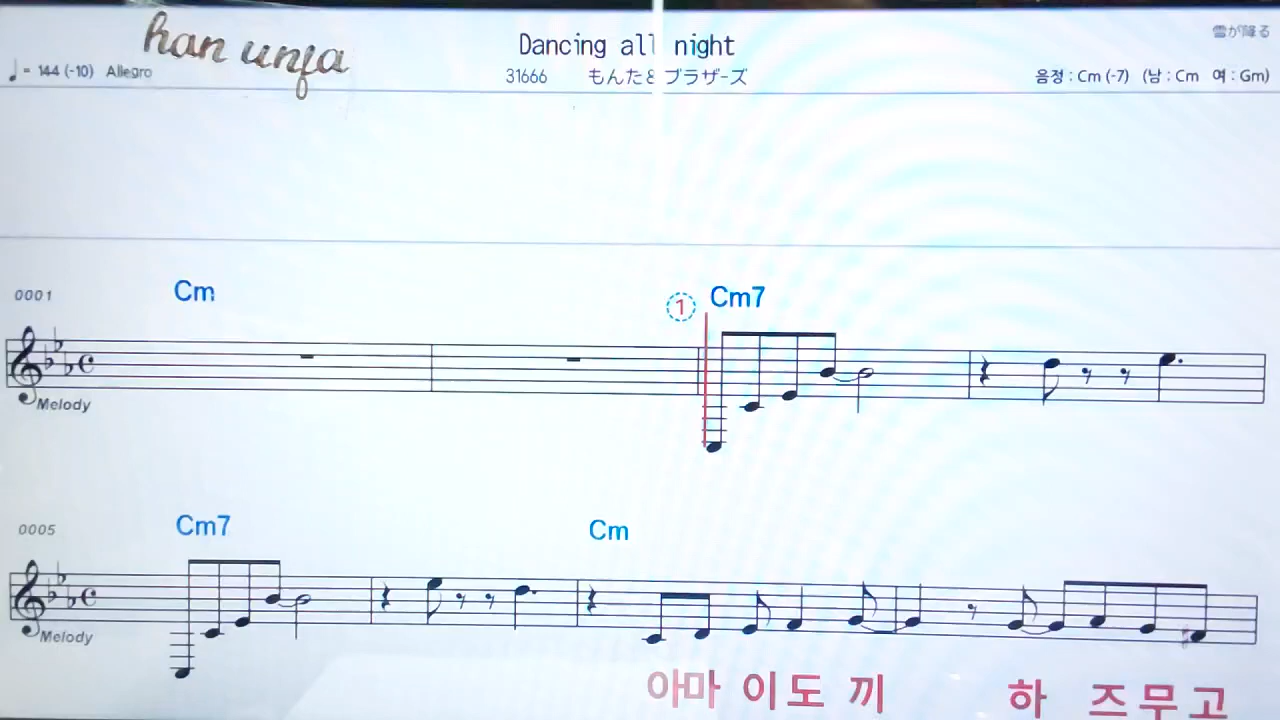 han unja
Dancing all night
雪が降る
♩= 144 (-10) Allegro
31666 もんた&ブラザーズ
음정 : Cm (-7) (남 : Cm 여 : Gm)
0001 Cm ① Cm7
Melody
0005 Cm7 Cm
Melody
아마 이 도 끼 하 즈 무 고